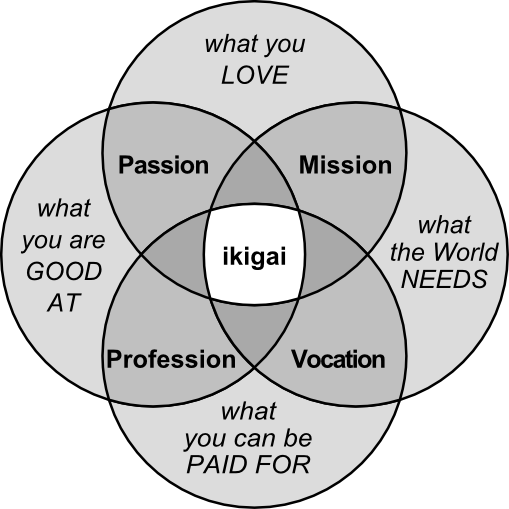 what you
LOVE
Passion
Mission
what
you are
GOOD
AT
ikigai
what
the World
NEEDS
Profession
Vocation
what
you can be
PAID FOR